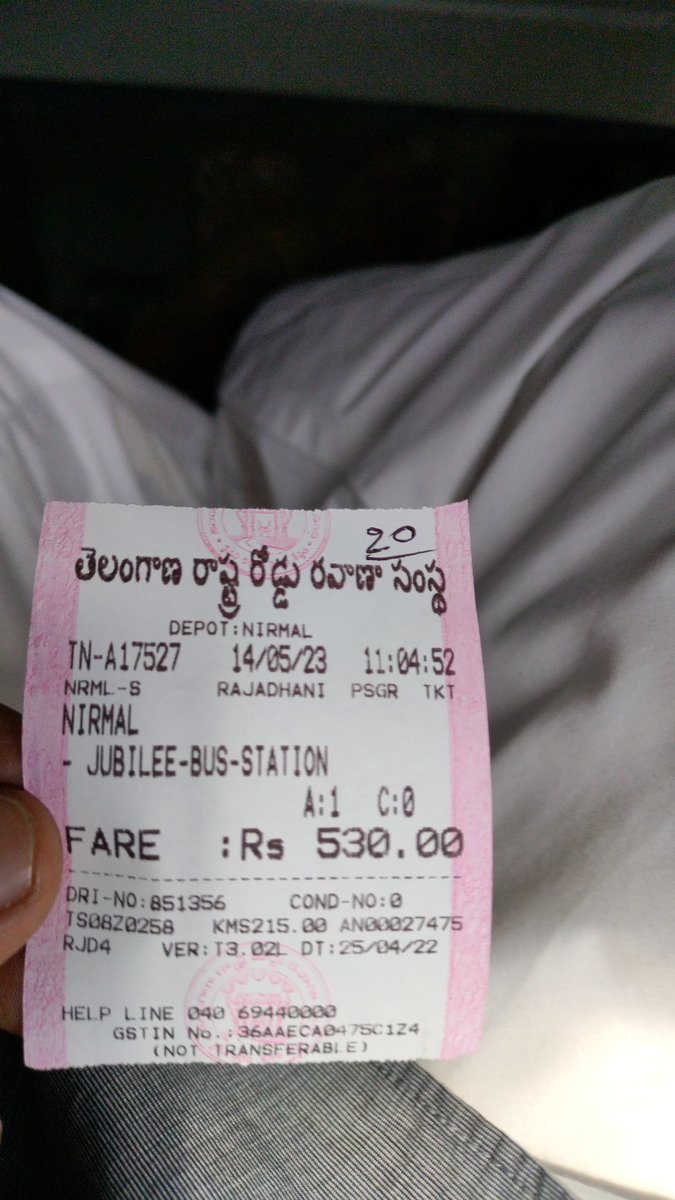 20
తెలంగాణ రాష్ట్ర రోడ్డు రవాణా సంస్థ
DEPOT:NIRMAL
TN-A17527 14/05/23 11:04:52
NRML-S RAJADHANI PSGR TKT
NIRMAL
- JUBILEE-BUS-STATION
A:1 C:0
FARE :Rs 530.00
DRI-NO:851356 COND-NO:0
TS08Z0258 KMS215.00 AN00027475
RJD4 VER:T3.02L DT:25/04/22
HELP LINE 040 69440000
GSTIN No.:36AAECA0475C1Z4
(NOT TRANSFERABLE)